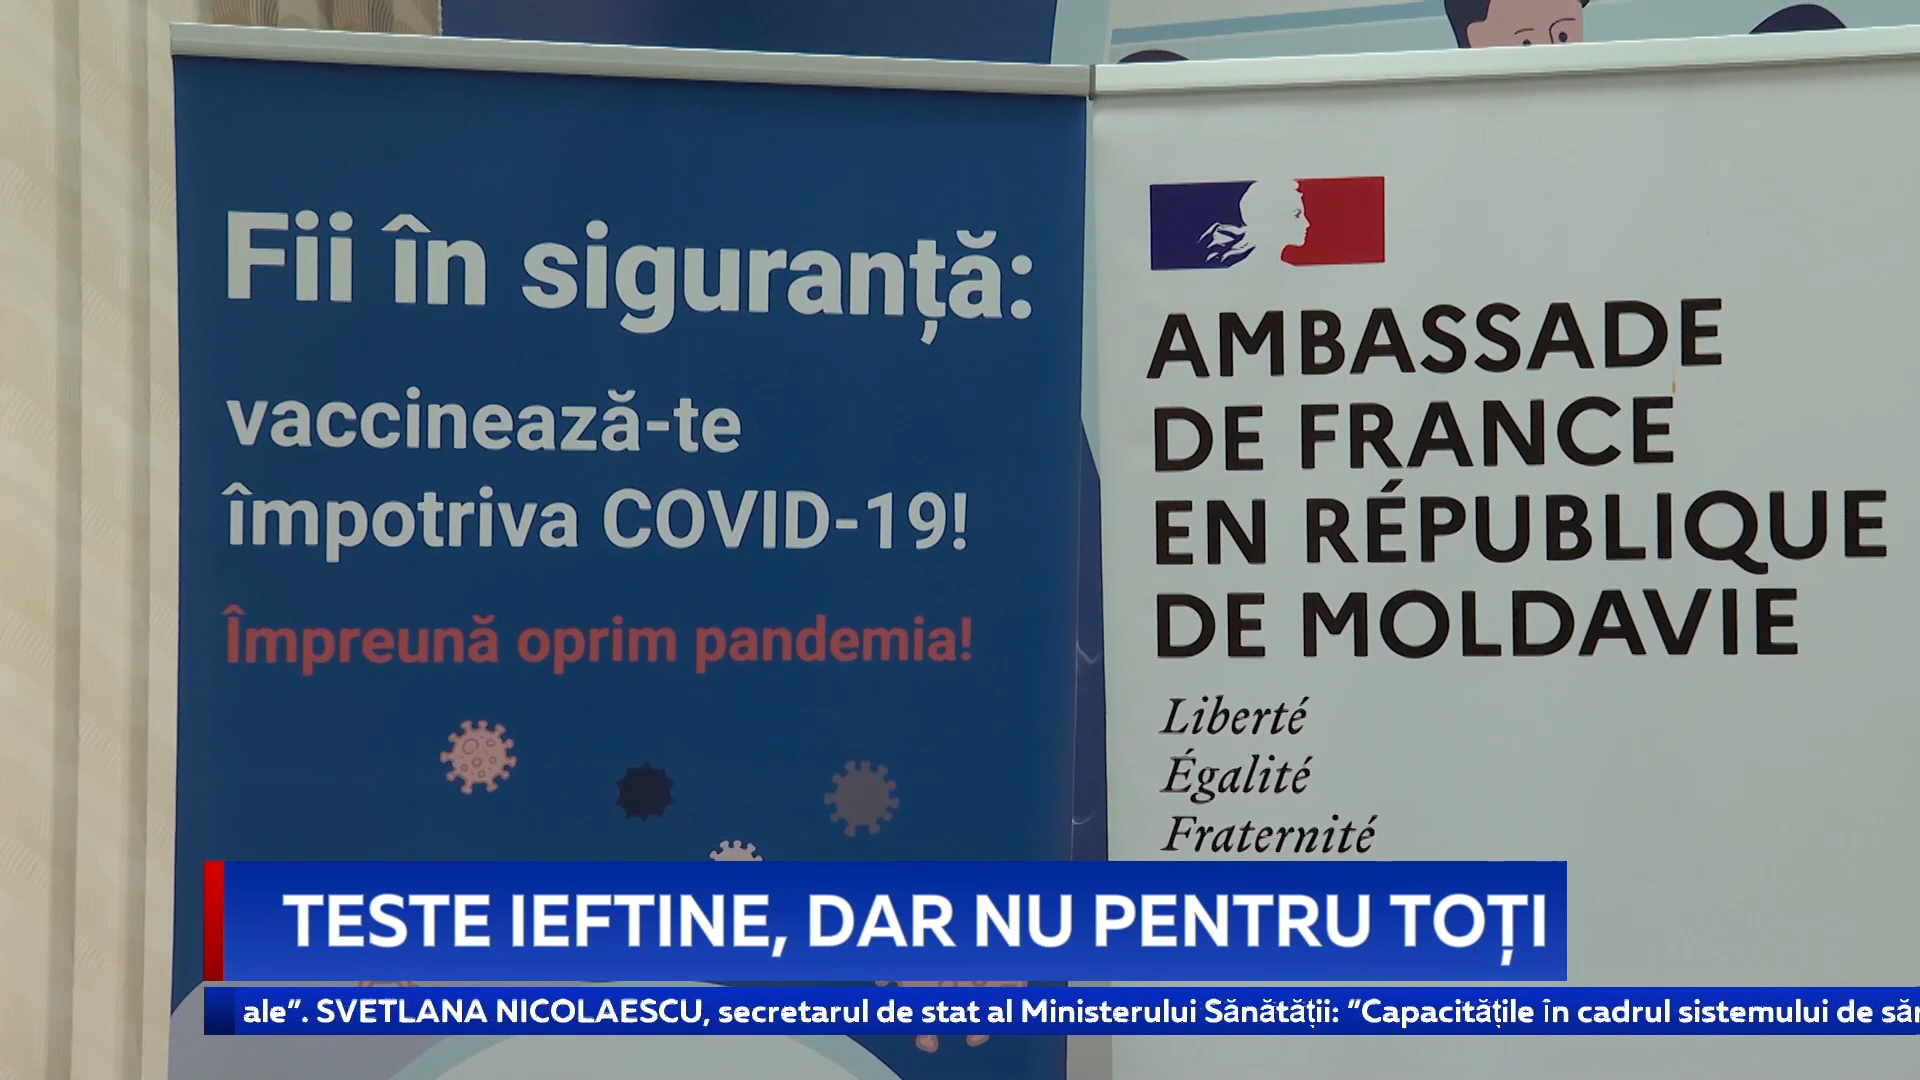 Fii în siguranță:
vaccinează-te
împotriva COVID-19!
Împreună oprim pandemia!
AMBASSADE
DE FRANCE
EN RÉPUBLIQUE
DE MOLDAVIE
Liberté
Égalité
Fraternité
TESTE IEFTINE, DAR NU PENTRU TOȚI
ale”. SVETLANA NICOLAESCU, secretarul de stat al Ministerului Sănătății: ”Capacitățile în cadrul sistemului de săn